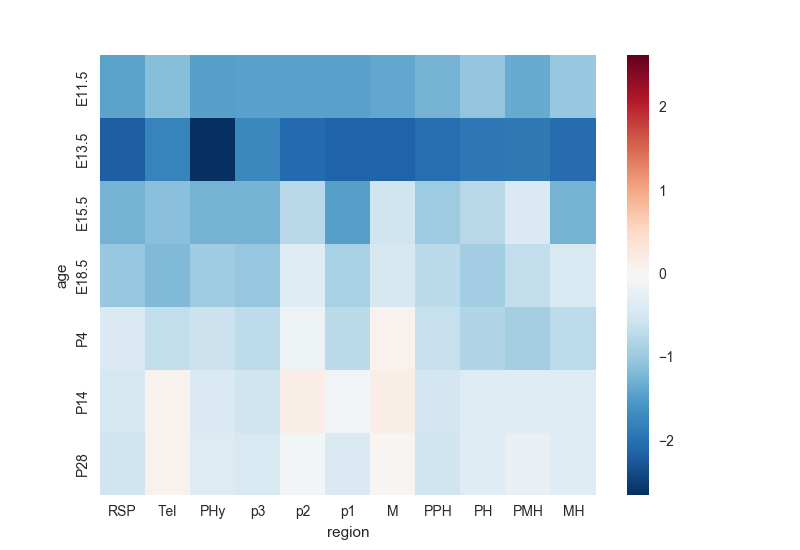 age
E11.5
E13.5
E15.5
E18.5
P4
P14
P28
RSP Tel PHy p3 p2 p1 M PPH PH PMH MH
region
2
1
0
−1
−2